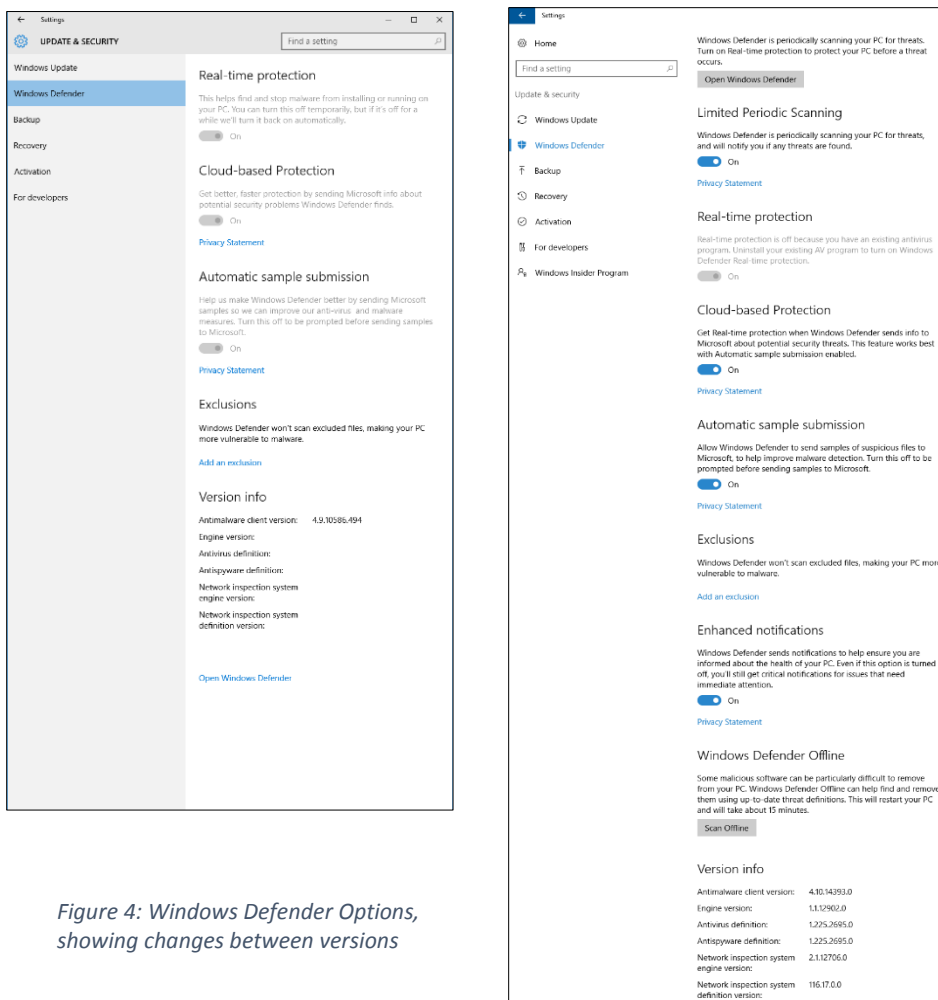 Settings
UPDATE & SECURITY
Find a setting
Windows Update
Windows Defender
Backup
Recovery
Activation
For developers
Real-time protection
This helps find and stop malware from installing or running on
your PC. You can turn this off temporarily, but if it's off for a
while we'll turn it back on automatically.
On
Cloud-based Protection
Get better, faster protection by sending Microsoft info about
potential security problems Windows Defender finds.
On
Privacy Statement
Automatic sample submission
Help us make Windows Defender better by sending Microsoft
samples so we can improve our anti-virus and malware
measures. Turn this off to be prompted before sending samples
to Microsoft.
On
Privacy Statement
Exclusions
Windows Defender won't scan excluded files, making your PC
more vulnerable to malware.
Add an exclusion
Version info
Antimalware client version: 4.9.10586.494
Engine version:
Antivirus definition:
Antispyware definition:
Network inspection system
engine version:
Network inspection system
definition version:
Open Windows Defender
Figure 4: Windows Defender Options,
showing changes between versions
Settings
Home
Find a setting
Update & security
Windows Update
Windows Defender
Backup
Recovery
Activation
For developers
Windows Insider Program
Windows Defender is periodically scanning your PC for threats.
Turn on Real-time protection to protect your PC before a threat
occurs.
Open Windows Defender
Limited Periodic Scanning
Windows Defender is periodically scanning your PC for threats,
and will notify you if any threats are found.
On
Privacy Statement
Real-time protection
Real-time protection is off because you have an existing antivirus
program. Uninstall your existing AV program to turn on Windows
Defender Real-time protection.
On
Cloud-based Protection
Get Real-time protection when Windows Defender sends info to
Microsoft about potential security threats. This feature works best
with Automatic sample submission enabled.
On
Privacy Statement
Automatic sample submission
Allow Windows Defender to send samples of suspicious files to
Microsoft, to help improve malware detection. Turn this off to be
prompted before sending samples to Microsoft.
On
Privacy Statement
Exclusions
Windows Defender won't scan excluded files, making your PC more
vulnerable to malware.
Add an exclusion
Enhanced notifications
Windows Defender sends notifications to help ensure you are
informed about the health of your PC. Even if this option is turned
off, you'll still get critical notifications for issues that need
immediate attention.
On
Privacy Statement
Windows Defender Offline
Some malicious software can be particularly difficult to remove
from your PC. Windows Defender Offline can help find and remove
them using up-to-date threat definitions. This will restart your PC
and will take about 15 minutes.
Scan Offline
Version info
Antimalware client version: 4.10.14393.0
Engine version: 1.1.12902.0
Antivirus definition: 1.225.2695.0
Antispyware definition: 1.225.2695.0
Network inspection system 2.1.12706.0
engine version:
Network inspection system 116.17.0.0
definition version: